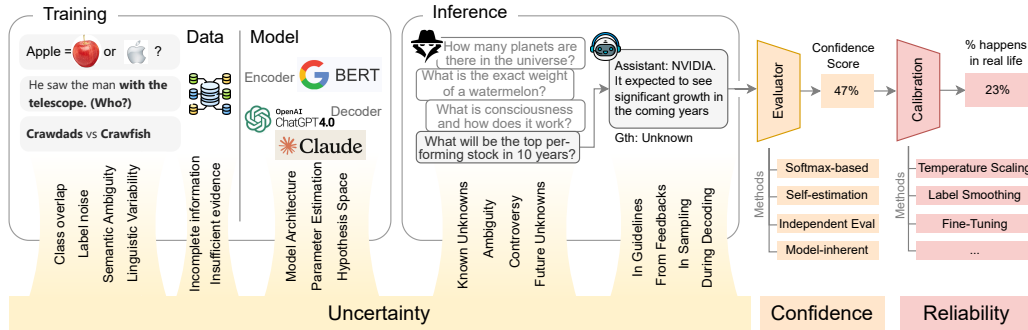 Training
Apple = or ?
He saw the man with the
telescope. (Who?)
Crawdads vs Crawfish
Data
Model
Encoder
Google BERT
OpenAI
ChatGPT4.0
Decoder
Claude
Class overlap
Label noise
Semantic Ambiguity
Linguistic Variability
Incomplete information
Insufficient evidence
Model Architecture
Parameter Estimation
Hypothesis Space
Inference
How many planets are
there in the universe?
What is the exact weight
of a watermelon?
What is consciousness
and how does it work?
What will be the top per-
forming stock in 10 years?
Assistant: NVIDIA.
It expected to see
significant growth in
the coming years
Gth: Unknown
Known Unknowns
Ambiguity
Controversy
Future Unknowns
In Guidelines
From Feedbacks
In Sampling
During Decoding
Uncertainty
Evaluator
Confidence
Score
47%
Methods
Softmax-based
Self-estimation
Independent Eval
Model-inherent
Confidence
Calibration
% happens
in real life
23%
Methods
Temperature Scaling
Label Smoothing
Fine-Tuning
...
Reliability